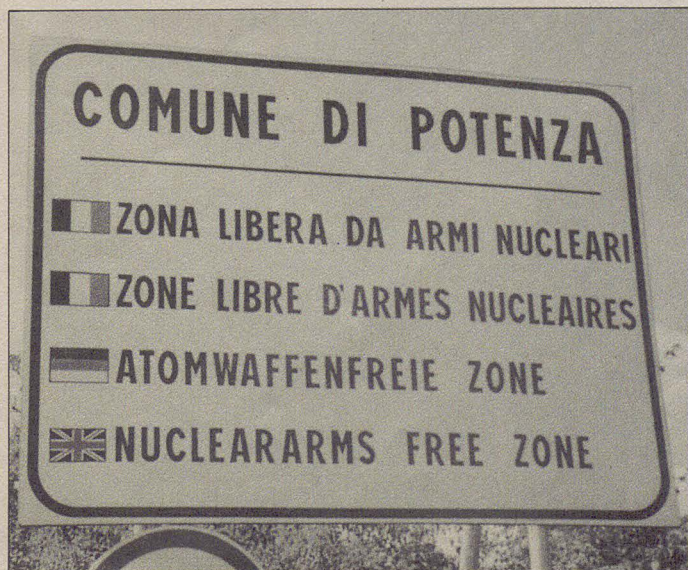 COMUNE DI POTENZA
ZONA LIBERA DA ARMI NUCLEARI
ZONE LIBRE D'ARMES NUCLEAIRES
ATOMWAFFENFREIE ZONE
NUCLEARARMS FREE ZONE